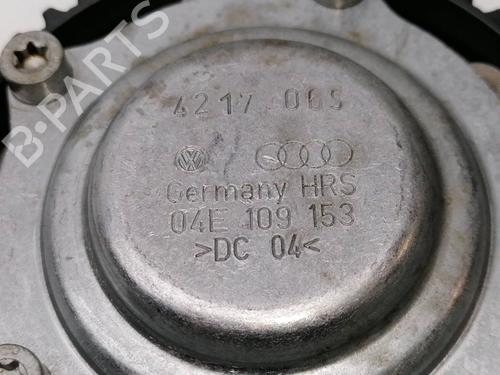 4217 065
Germany HRS
04E 109 153
>DC 04<
B-PARTS